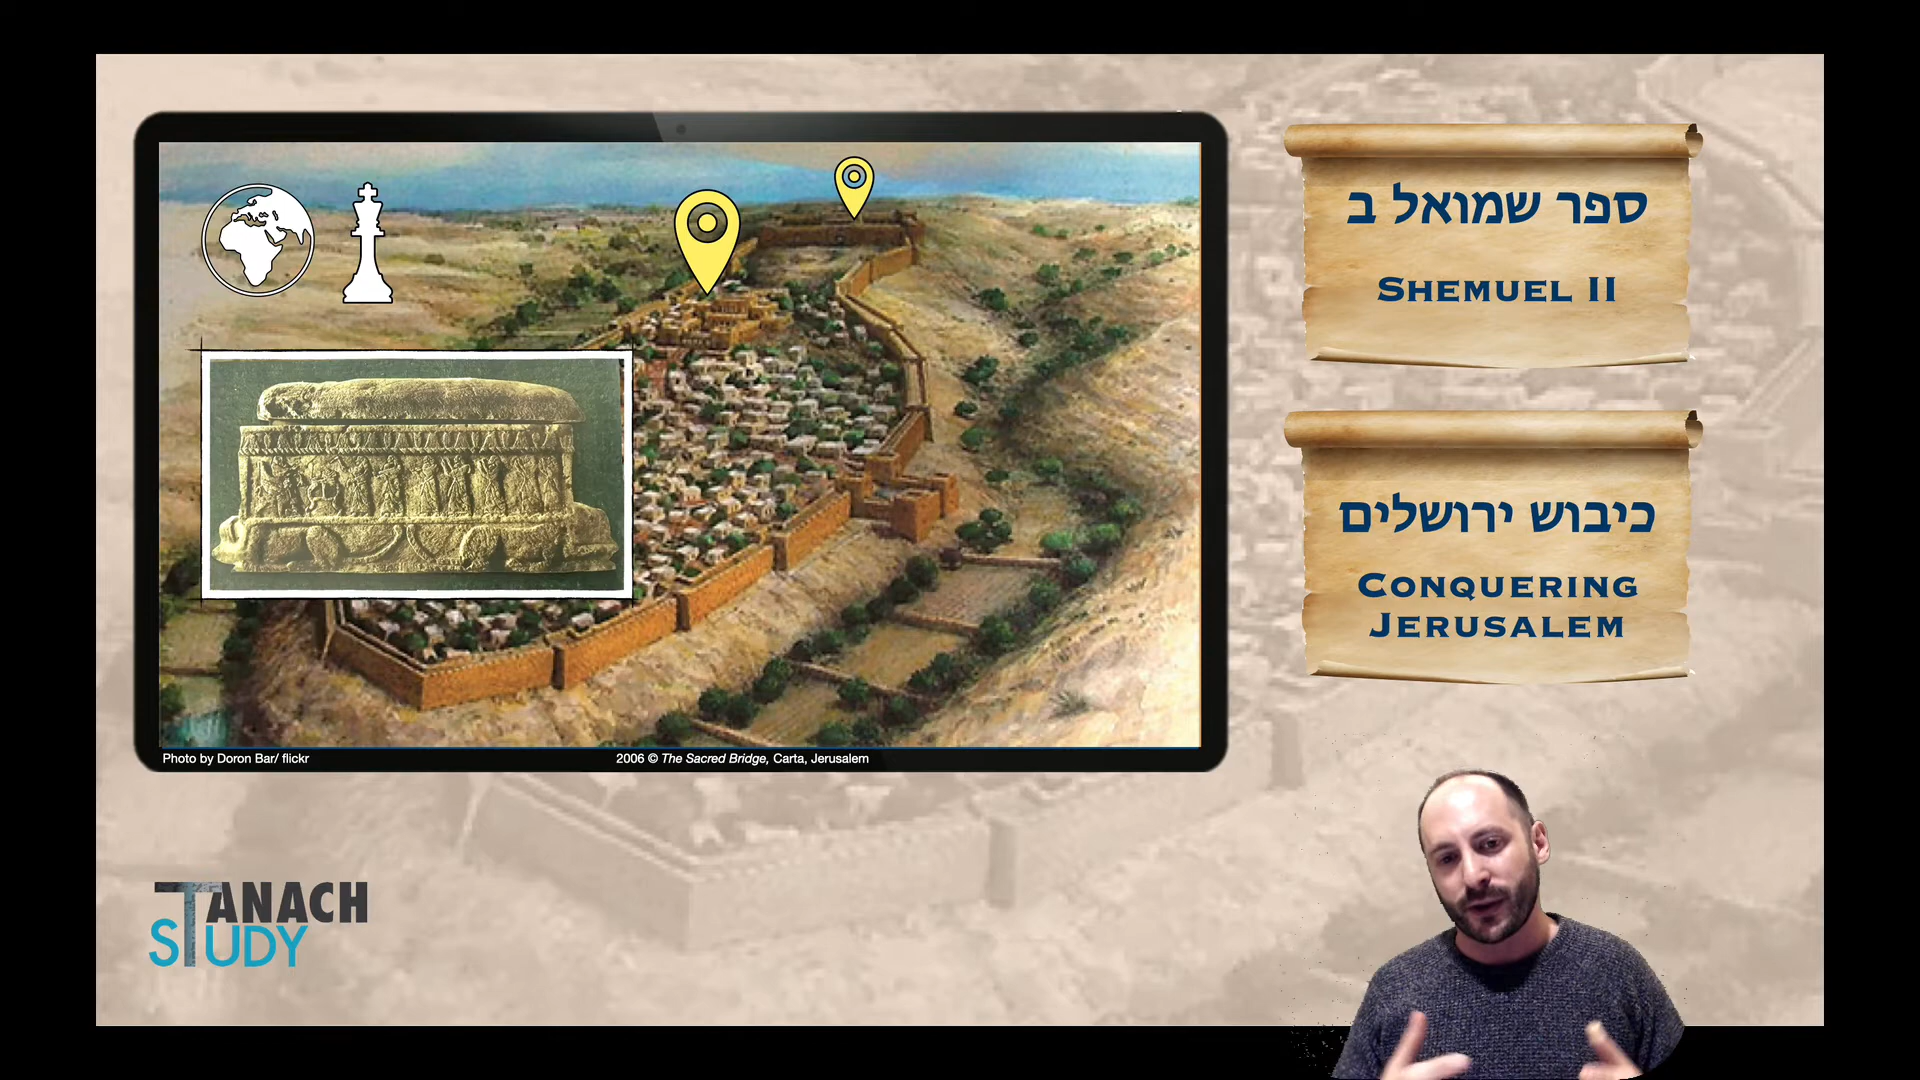 ספר שמואל ב
SHEMUEL II
כיבוש ירושלים
CONQUERING
JERUSALEM
Photo by Doron Bar/ flickr
2006 © The Sacred Bridge, Carta, Jerusalem
TANACH
STUDY